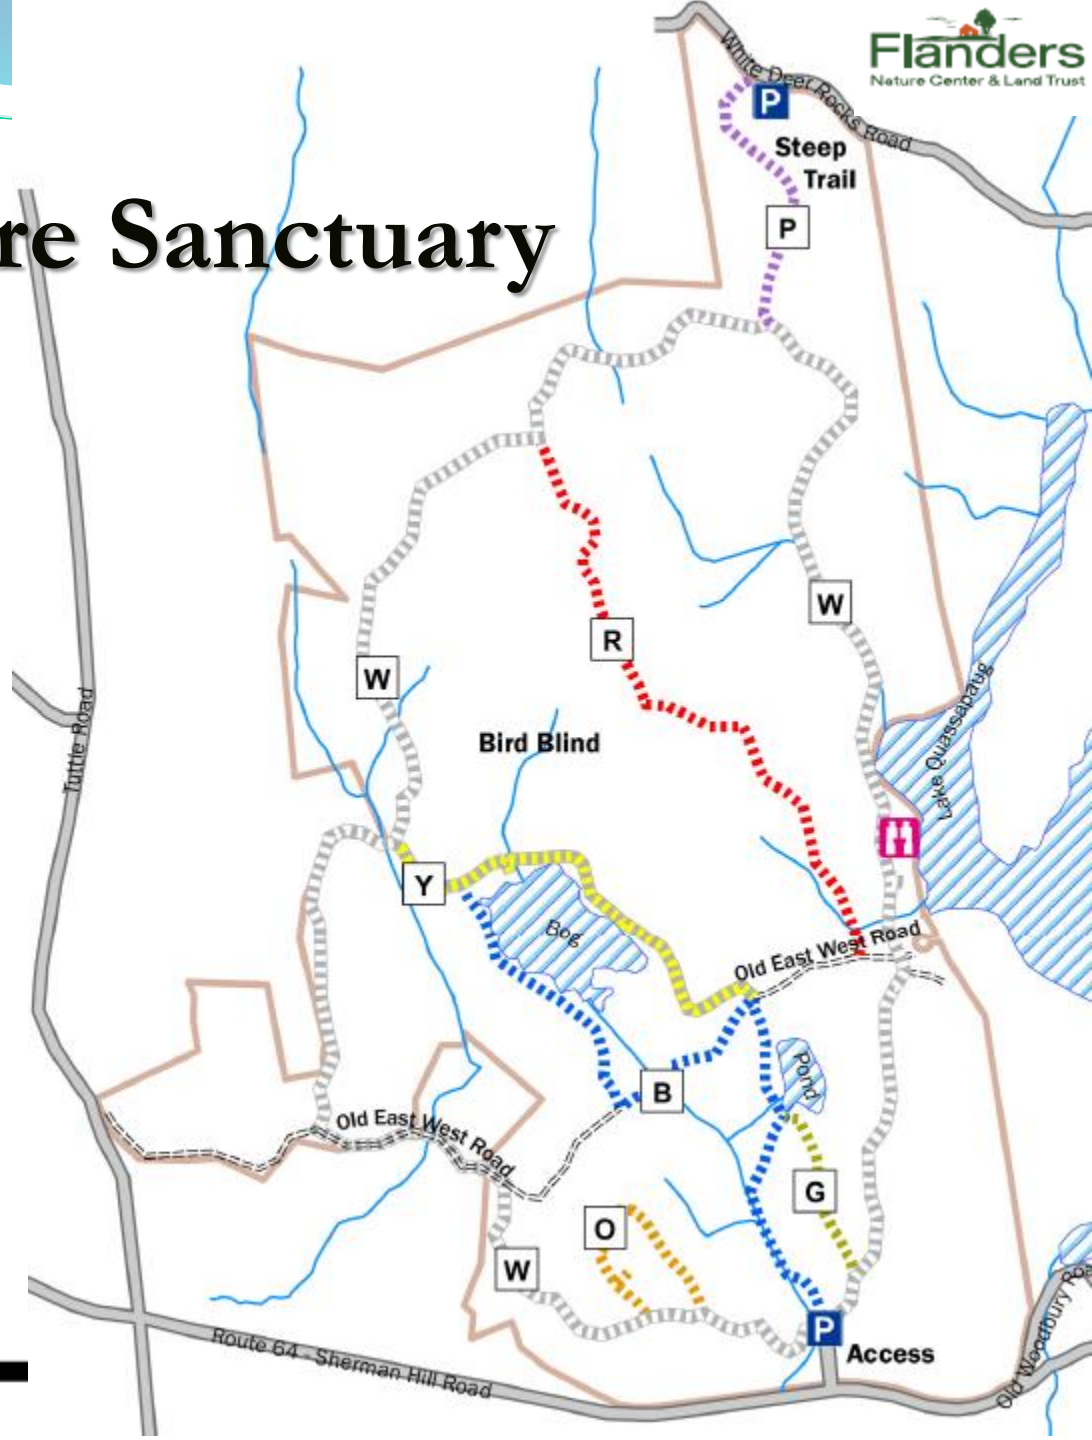 Flanders
Nature Center & Land Trust
White Deer Rocks Road
P
Steep
Trail
P
re Sanctuary
W
R
W
Tuttle Road
Bird Blind
Lake Quassapaug
Y
Bog
Old East West Road
Pond
B
Old East West Road
G
O
W
P
Access
Route 64 - Sherman Hill Road
Old Woodbury Roa